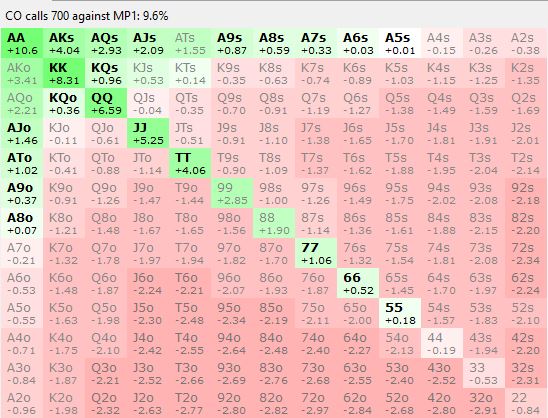 CO calls 700 against MP1: 9.6%
AA AKs AQs AJs ATs A9s A8s A7s A6s A5s A4s A3s A2s
+10.6 +4.04 +2.93 +2.09 +1.55 +0.87 +0.59 +0.33 +0.03 +0.01 -0.15 -0.26 -0.38
AKo KK KQs KJs KTs K9s K8s K7s K6s K5s K4s K3s K2s
+3.41 +8.31 +0.96 +0.53 +0.14 -0.35 -0.63 -0.74 -0.89 -1.03 -1.15 -1.25 -1.35
AQo KQo QQ QJs QTs Q9s Q8s Q7s Q6s Q5s Q4s Q3s Q2s
+2.21 +0.36 +6.59 -0.04 -0.35 -0.70 -0.91 -1.19 -1.27 -1.38 -1.49 -1.59 -1.69
AJo KJo QJo JJ JTs J9s J8s J7s J6s J5s J4s J3s J2s
+1.46 -0.11 -0.61 +5.25 -0.51 -0.91 -1.10 -1.38 -1.65 -1.70 -1.81 -1.91 -2.01
ATo KTo QTo JTo TT T9s T8s T7s T6s T5s T4s T3s T2s
+1.02 -0.41 -0.88 -1.14 +4.06 -0.90 -1.09 -1.37 -1.62 -1.88 -1.95 -2.04 -2.14
A9o K9o Q9o J9o T9o 99 98s 97s 96s 95s 94s 93s 92s
+0.37 -0.91 -1.26 -1.47 -1.44 +2.85 -1.00 -1.26 -1.49 -1.75 -2.02 -2.08 -2.18
A8o K8o Q8o J8o T8o 98o 88 87s 86s 85s 84s 83s 82s
+0.07 -1.21 -1.48 -1.67 -1.65 -1.56 +1.90 -1.14 -1.36 -1.61 -1.88 -2.15 -2.20
A7o K7o Q7o J7o T7o 97o 87o 77 76s 75s 74s 73s 72s
-0.21 -1.32 -1.78 -1.97 -1.94 -1.82 -1.70 +1.06 -1.32 -1.54 -1.81 -2.08 -2.34
A6o K6o Q6o J6o T6o 96o 86o 76o 66 65s 64s 63s 62s
-0.53 -1.48 -1.87 -2.24 -2.21 -2.07 -1.93 -1.87 +0.52 -1.45 -1.70 -1.97 -2.24
A5o K5o Q5o J5o T5o 95o 85o 75o 65o 55 54s 53s 52s
-0.55 -1.63 -1.98 -2.30 -2.48 -2.34 -2.19 -2.11 -2.00 +0.18 -1.57 -1.83 -2.10
A4o K4o Q4o J4o T4o 94o 84o 74o 64o 54o 44 43s 42s
-0.71 -1.75 -2.10 -2.42 -2.55 -2.64 -2.48 -2.40 -2.27 -2.13 -0.19 -1.94 -2.20
A3o K3o Q3o J3o T3o 93o 83o 73o 63o 53o 43o 33 32s
-0.84 -1.87 -2.21 -2.52 -2.66 -2.69 -2.76 -2.68 -2.55 -2.40 -2.52 -0.53 -2.31
A2o K2o Q2o J2o T2o 92o 82o 72o 62o 52o 42o 32o 22
-0.96 -1.98 -2.32 -2.63 -2.77 -2.80 -2.82 -2.97 -2.84 -2.68 -2.80 -2.91 -0.84